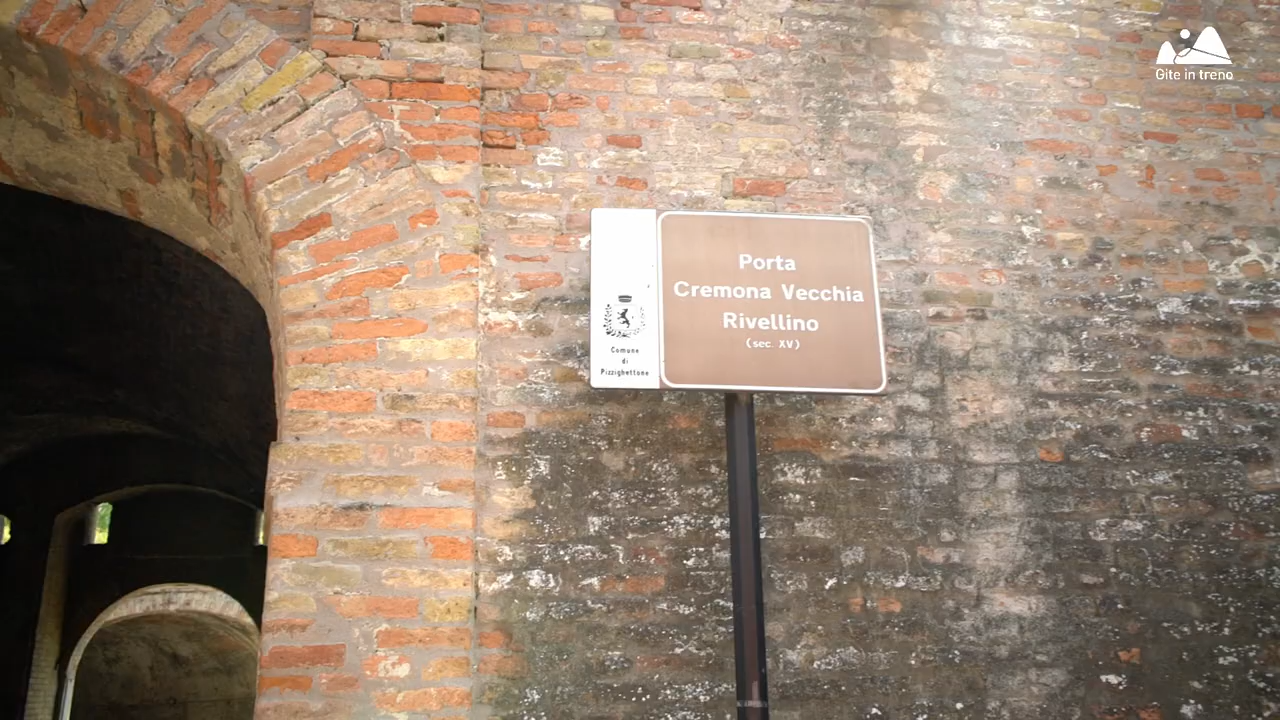 Gite in treno
Porta
Cremona Vecchia
Rivellino
(sec. XV)
Comune
di
Pizzighettone